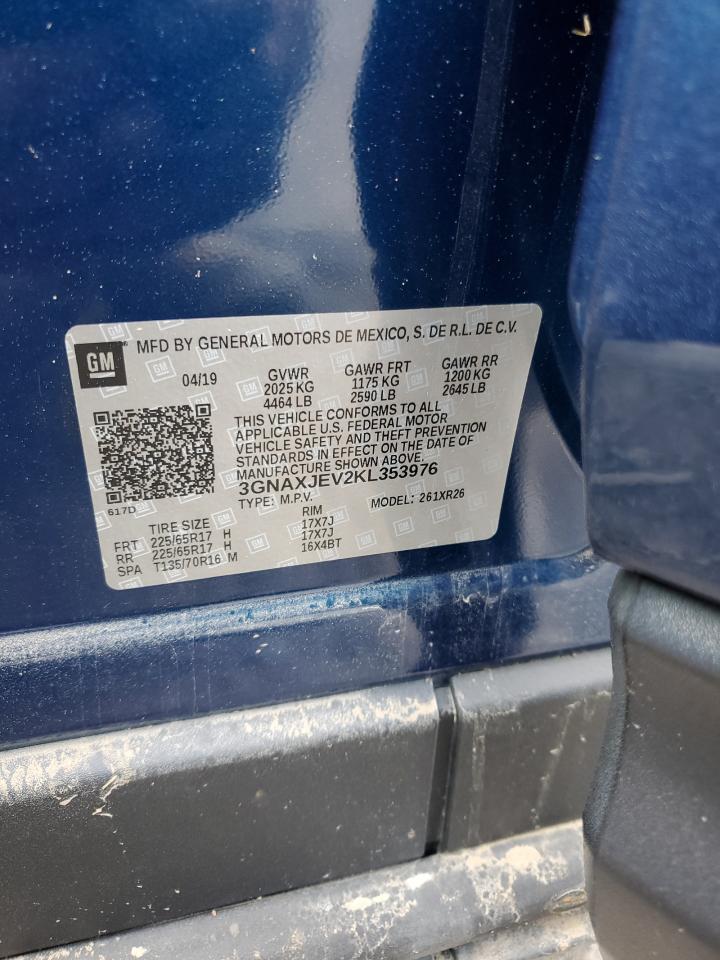 GM
MFD BY GENERAL MOTORS DE MEXICO, S. DE R.L. DE C.V.
04/19 GVWR GAWR FRT GAWR RR
2025 KG 1175 KG 1200 KG
4464 LB 2590 LB 2645 LB
THIS VEHICLE CONFORMS TO ALL
APPLICABLE U.S. FEDERAL MOTOR
VEHICLE SAFETY AND THEFT PREVENTION
STANDARDS IN EFFECT ON THE DATE OF
MANUFACTURE SHOWN ABOVE.
3GNAXJEV2KL353976
617D TYPE: M.P.V. MODEL: 261XR26
TIRE SIZE RIM
FRT 225/65R17 H 17X7J
RR 225/65R17 H 17X7J
SPA T135/70R16 M 16X4BT